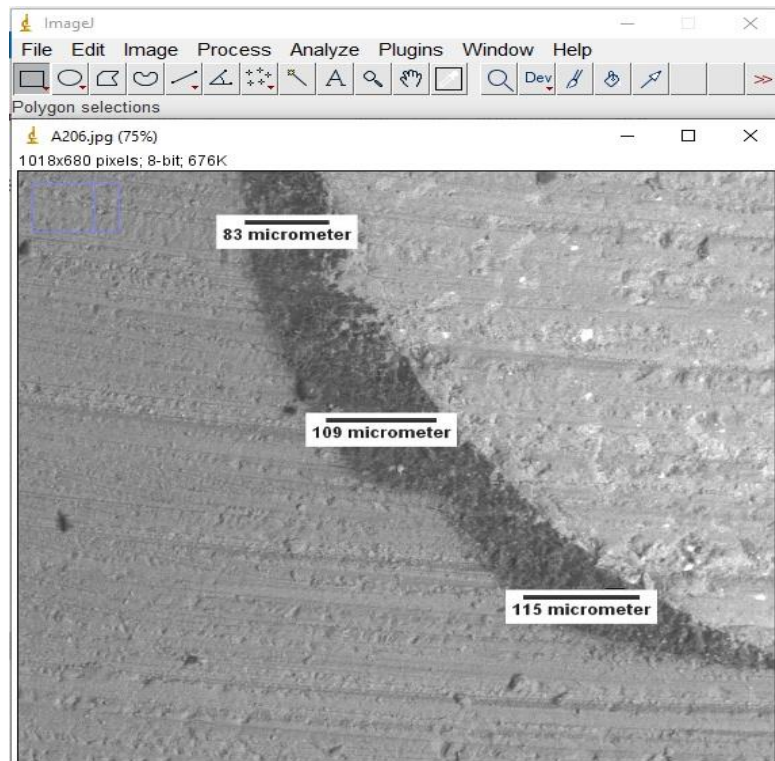 ImageJ
File Edit Image Process Analyze Plugins Window Help
A Dev >>
Polygon selections
A206.jpg (75%)
1018x680 pixels; 8-bit; 676K
83 micrometer
109 micrometer
115 micrometer